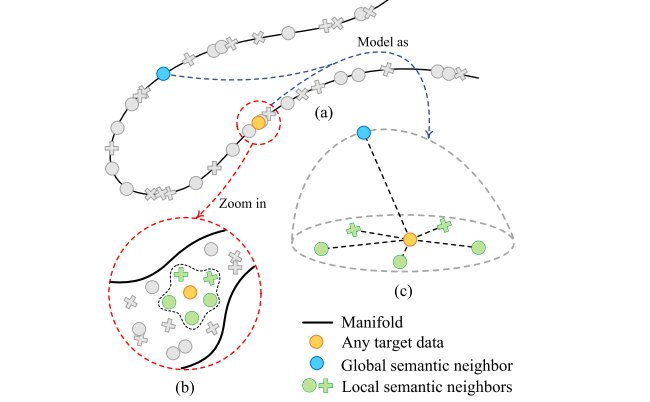 Model as
(a)
Zoom in
(b)
(c)
Manifold
Any target data
Global semantic neighbor
Local semantic neighbors